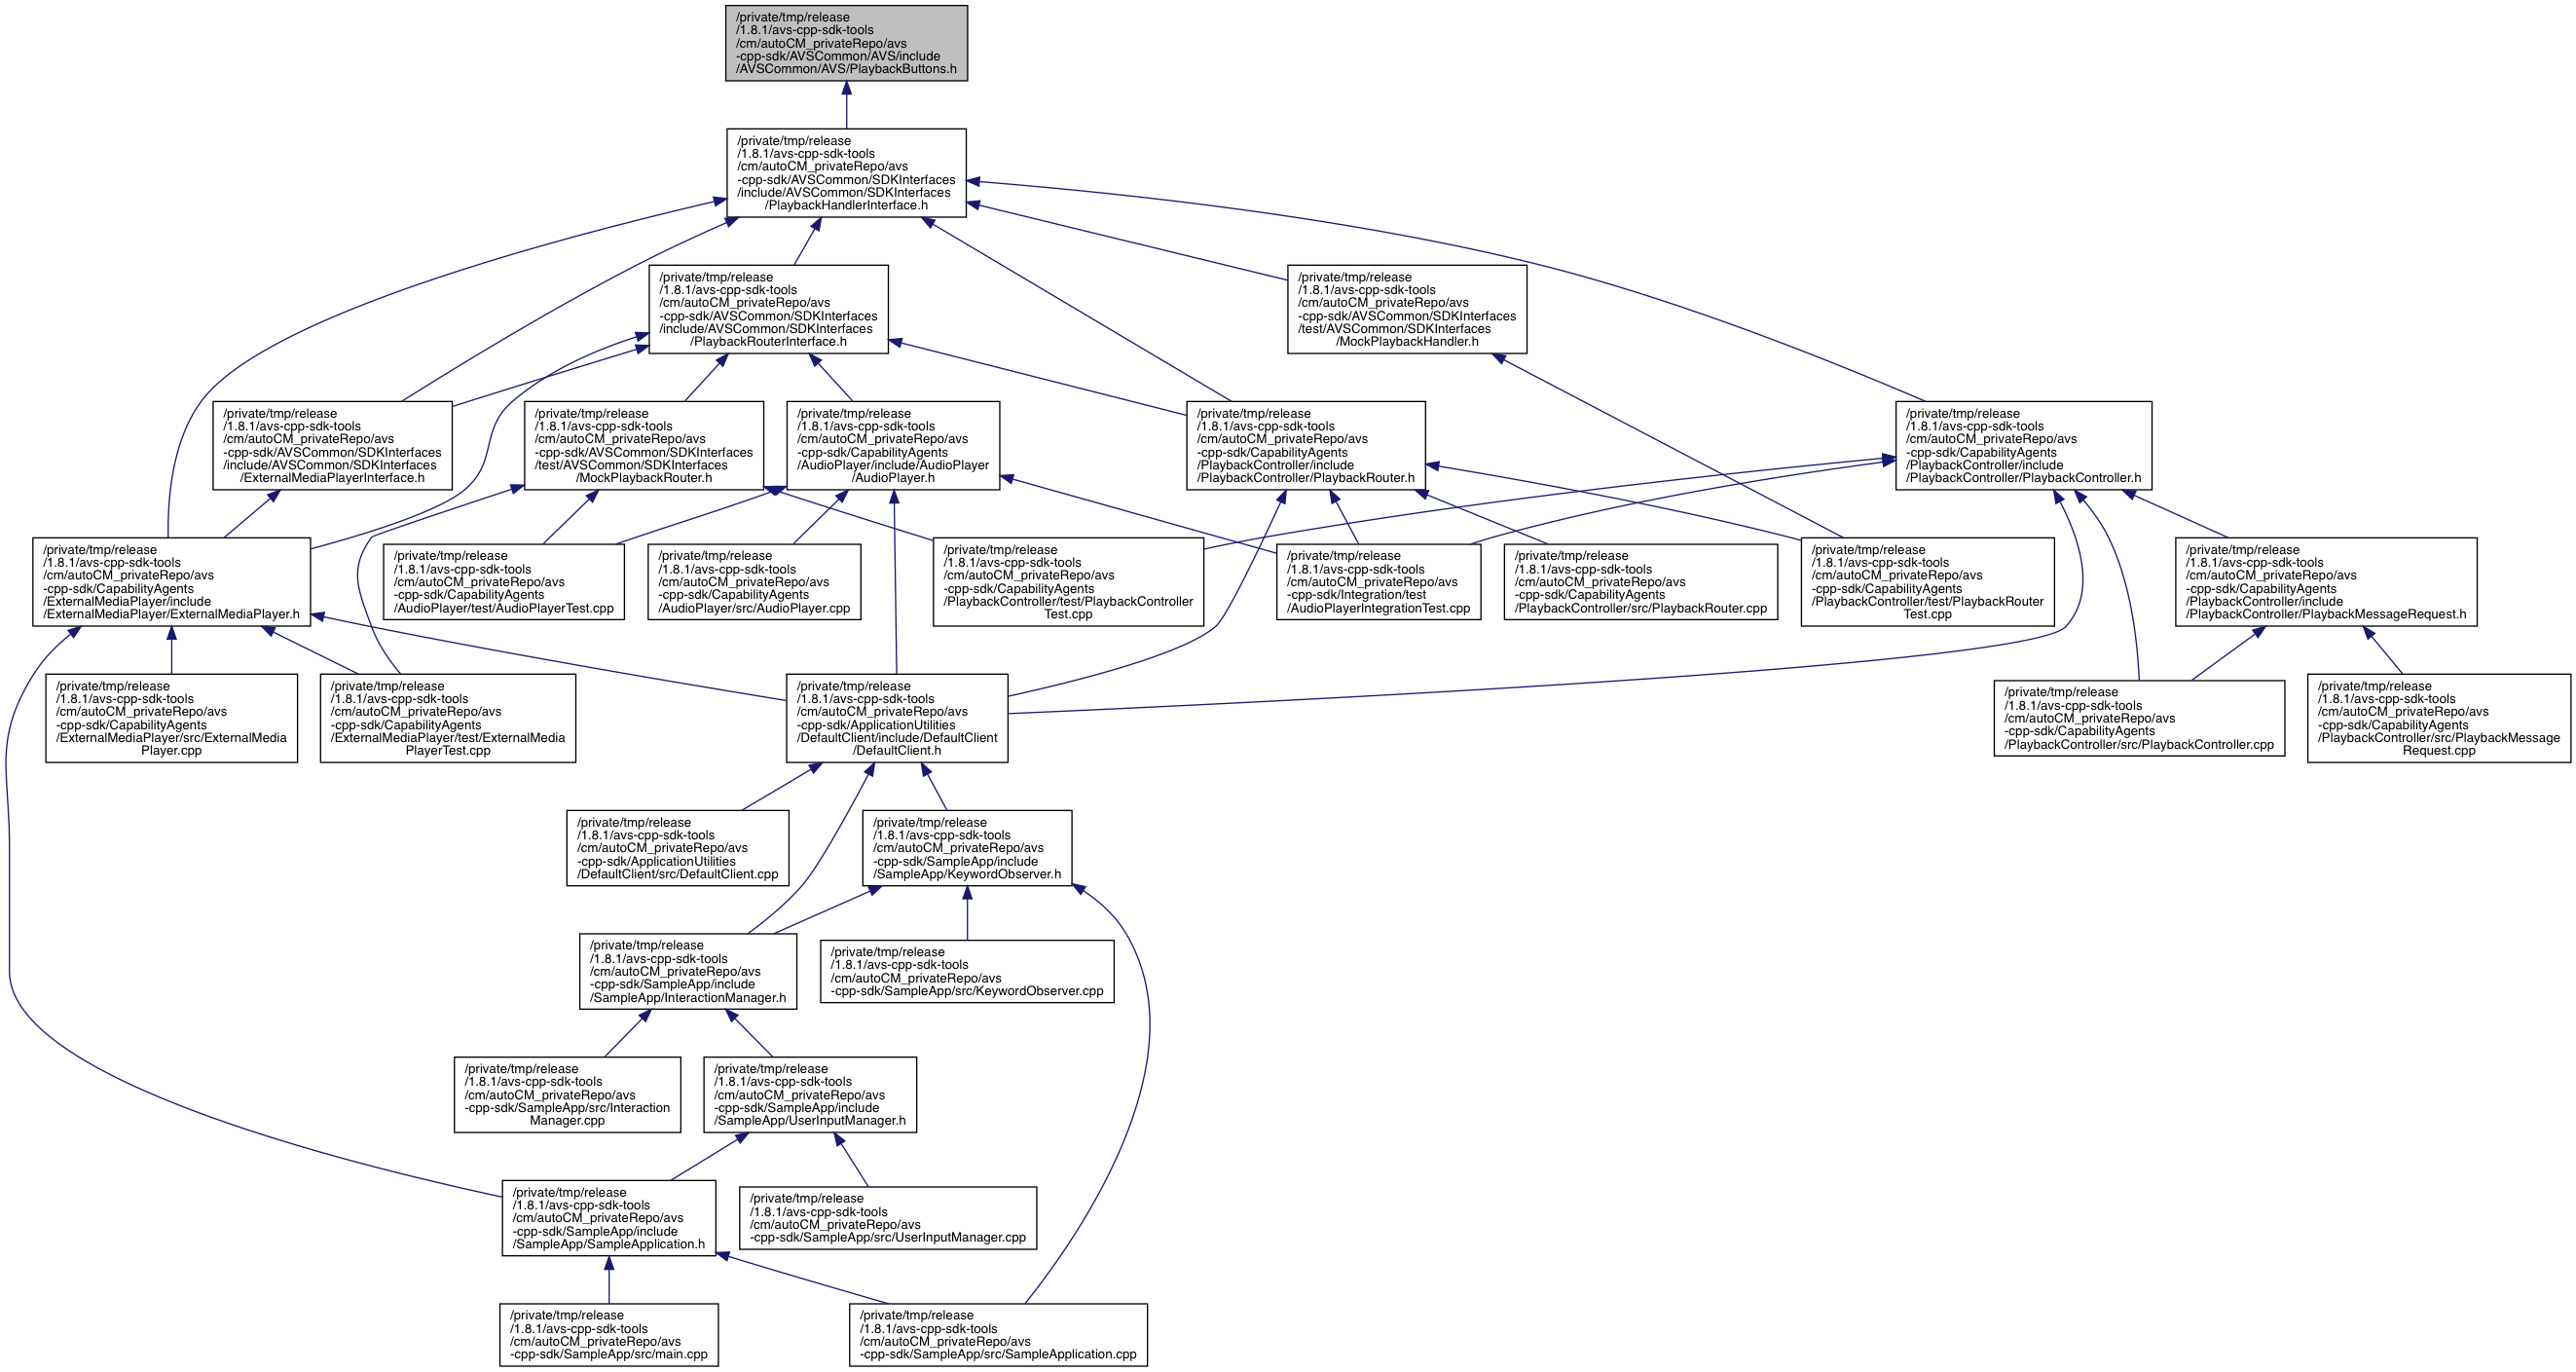 /private/tmp/release
/1.8.1/avs-cpp-sdk-tools
/cm/autoCM_privateRepo/avs
-cpp-sdk/AVSCommon/AVS/include
/AVSCommon/AVS/PlaybackButtons.h
/private/tmp/release
/1.8.1/avs-cpp-sdk-tools
/cm/autoCM_privateRepo/avs
-cpp-sdk/AVSCommon/SDKInterfaces
/include/AVSCommon/SDKInterfaces
/PlaybackHandlerInterface.h
/private/tmp/release
/1.8.1/avs-cpp-sdk-tools
/cm/autoCM_privateRepo/avs
-cpp-sdk/AVSCommon/SDKInterfaces
/include/AVSCommon/SDKInterfaces
/PlaybackRouterInterface.h
/private/tmp/release
/1.8.1/avs-cpp-sdk-tools
/cm/autoCM_privateRepo/avs
-cpp-sdk/AVSCommon/SDKInterfaces
/test/AVSCommon/SDKInterfaces
/MockPlaybackHandler.h
/private/tmp/release
/1.8.1/avs-cpp-sdk-tools
/cm/autoCM_privateRepo/avs
-cpp-sdk/AVSCommon/SDKInterfaces
/include/AVSCommon/SDKInterfaces
/ExternalMediaPlayerInterface.h
/private/tmp/release
/1.8.1/avs-cpp-sdk-tools
/cm/autoCM_privateRepo/avs
-cpp-sdk/AVSCommon/SDKInterfaces
/test/AVSCommon/SDKInterfaces
/MockPlaybackRouter.h
/private/tmp/release
/1.8.1/avs-cpp-sdk-tools
/cm/autoCM_privateRepo/avs
-cpp-sdk/CapabilityAgents
/AudioPlayer/include/AudioPlayer
/AudioPlayer.h
/private/tmp/release
/1.8.1/avs-cpp-sdk-tools
/cm/autoCM_privateRepo/avs
-cpp-sdk/CapabilityAgents
/PlaybackController/include
/PlaybackController/PlaybackRouter.h
/private/tmp/release
/1.8.1/avs-cpp-sdk-tools
/cm/autoCM_privateRepo/avs
-cpp-sdk/CapabilityAgents
/PlaybackController/include
/PlaybackController/PlaybackController.h
/private/tmp/release
/1.8.1/avs-cpp-sdk-tools
/cm/autoCM_privateRepo/avs
-cpp-sdk/CapabilityAgents
/ExternalMediaPlayer/include
/ExternalMediaPlayer/ExternalMediaPlayer.h
/private/tmp/release
/1.8.1/avs-cpp-sdk-tools
/cm/autoCM_privateRepo/avs
-cpp-sdk/CapabilityAgents
/AudioPlayer/test/AudioPlayerTest.cpp
/private/tmp/release
/1.8.1/avs-cpp-sdk-tools
/cm/autoCM_privateRepo/avs
-cpp-sdk/CapabilityAgents
/AudioPlayer/src/AudioPlayer.cpp
/private/tmp/release
/1.8.1/avs-cpp-sdk-tools
/cm/autoCM_privateRepo/avs
-cpp-sdk/CapabilityAgents
/PlaybackController/test/PlaybackController
Test.cpp
/private/tmp/release
/1.8.1/avs-cpp-sdk-tools
/cm/autoCM_privateRepo/avs
-cpp-sdk/Integration/test
/AudioPlayerIntegrationTest.cpp
/private/tmp/release
/1.8.1/avs-cpp-sdk-tools
/cm/autoCM_privateRepo/avs
-cpp-sdk/CapabilityAgents
/PlaybackController/src/PlaybackRouter.cpp
/private/tmp/release
/1.8.1/avs-cpp-sdk-tools
/cm/autoCM_privateRepo/avs
-cpp-sdk/CapabilityAgents
/PlaybackController/test/PlaybackRouter
Test.cpp
/private/tmp/release
/1.8.1/avs-cpp-sdk-tools
/cm/autoCM_privateRepo/avs
-cpp-sdk/CapabilityAgents
/PlaybackController/include
/PlaybackController/PlaybackMessageRequest.h
/private/tmp/release
/1.8.1/avs-cpp-sdk-tools
/cm/autoCM_privateRepo/avs
-cpp-sdk/CapabilityAgents
/ExternalMediaPlayer/src/ExternalMedia
Player.cpp
/private/tmp/release
/1.8.1/avs-cpp-sdk-tools
/cm/autoCM_privateRepo/avs
-cpp-sdk/CapabilityAgents
/ExternalMediaPlayer/test/ExternalMedia
PlayerTest.cpp
/private/tmp/release
/1.8.1/avs-cpp-sdk-tools
/cm/autoCM_privateRepo/avs
-cpp-sdk/ApplicationUtilities
/DefaultClient/include/DefaultClient
/DefaultClient.h
/private/tmp/release
/1.8.1/avs-cpp-sdk-tools
/cm/autoCM_privateRepo/avs
-cpp-sdk/CapabilityAgents
/PlaybackController/src/PlaybackController.cpp
/private/tmp/release
/1.8.1/avs-cpp-sdk-tools
/cm/autoCM_privateRepo/avs
-cpp-sdk/CapabilityAgents
/PlaybackController/src/PlaybackMessage
Request.cpp
/private/tmp/release
/1.8.1/avs-cpp-sdk-tools
/cm/autoCM_privateRepo/avs
-cpp-sdk/ApplicationUtilities
/DefaultClient/src/DefaultClient.cpp
/private/tmp/release
/1.8.1/avs-cpp-sdk-tools
/cm/autoCM_privateRepo/avs
-cpp-sdk/SampleApp/include
/SampleApp/KeywordObserver.h
/private/tmp/release
/1.8.1/avs-cpp-sdk-tools
/cm/autoCM_privateRepo/avs
-cpp-sdk/SampleApp/include
/SampleApp/InteractionManager.h
/private/tmp/release
/1.8.1/avs-cpp-sdk-tools
/cm/autoCM_privateRepo/avs
-cpp-sdk/SampleApp/src/KeywordObserver.cpp
/private/tmp/release
/1.8.1/avs-cpp-sdk-tools
/cm/autoCM_privateRepo/avs
-cpp-sdk/SampleApp/src/Interaction
Manager.cpp
/private/tmp/release
/1.8.1/avs-cpp-sdk-tools
/cm/autoCM_privateRepo/avs
-cpp-sdk/SampleApp/include
/SampleApp/UserInputManager.h
/private/tmp/release
/1.8.1/avs-cpp-sdk-tools
/cm/autoCM_privateRepo/avs
-cpp-sdk/SampleApp/include
/SampleApp/SampleApplication.h
/private/tmp/release
/1.8.1/avs-cpp-sdk-tools
/cm/autoCM_privateRepo/avs
-cpp-sdk/SampleApp/src/UserInputManager.cpp
/private/tmp/release
/1.8.1/avs-cpp-sdk-tools
/cm/autoCM_privateRepo/avs
-cpp-sdk/SampleApp/src/main.cpp
/private/tmp/release
/1.8.1/avs-cpp-sdk-tools
/cm/autoCM_privateRepo/avs
-cpp-sdk/SampleApp/src/SampleApplication.cpp